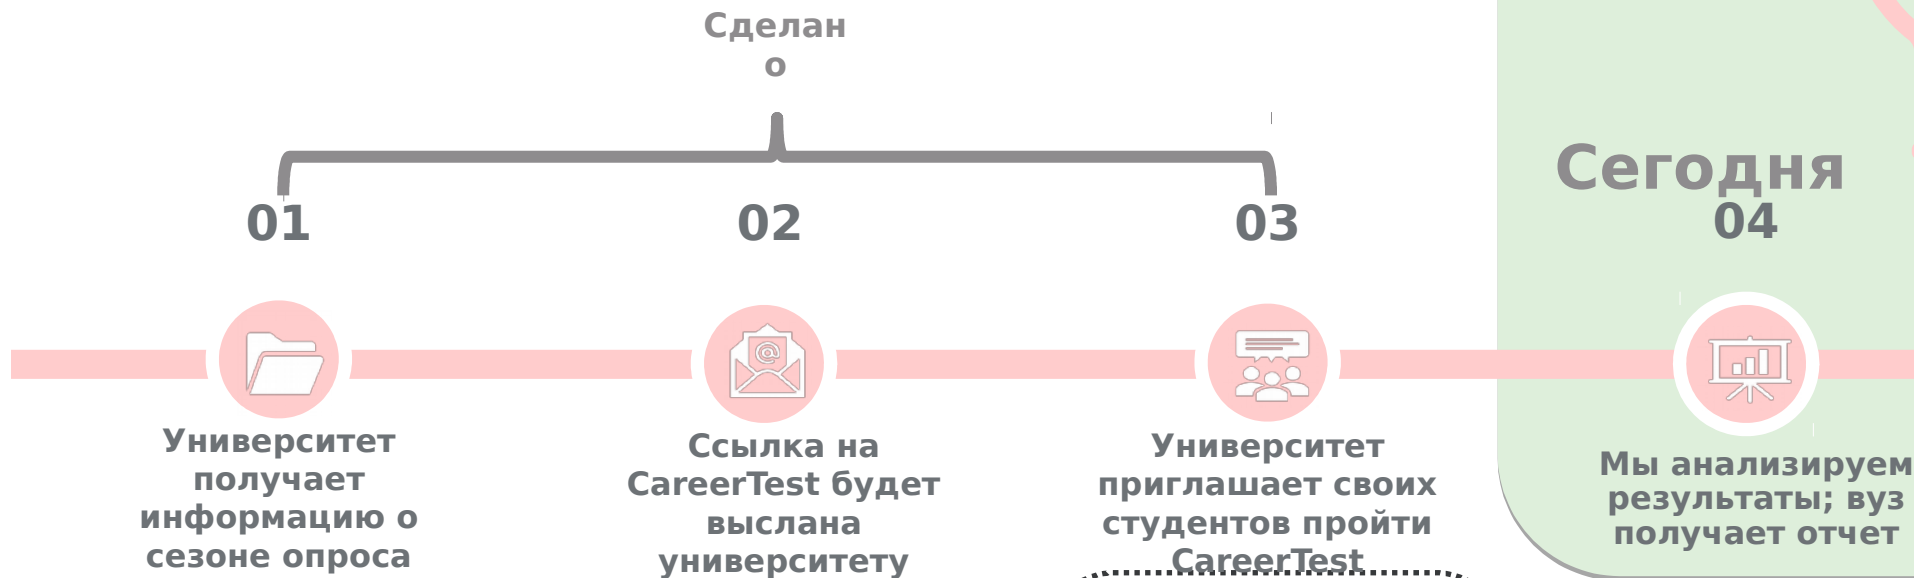 Сделан
о
Сегодня
01
02
03
04
Университет
получает
информацию о
сезоне опроса
Ссылка на
CareerTest будет
выслана
университету
Университет
приглашает своих
студентов пройти
CareerTest
Мы анализируем
результаты; вуз
получает отчет